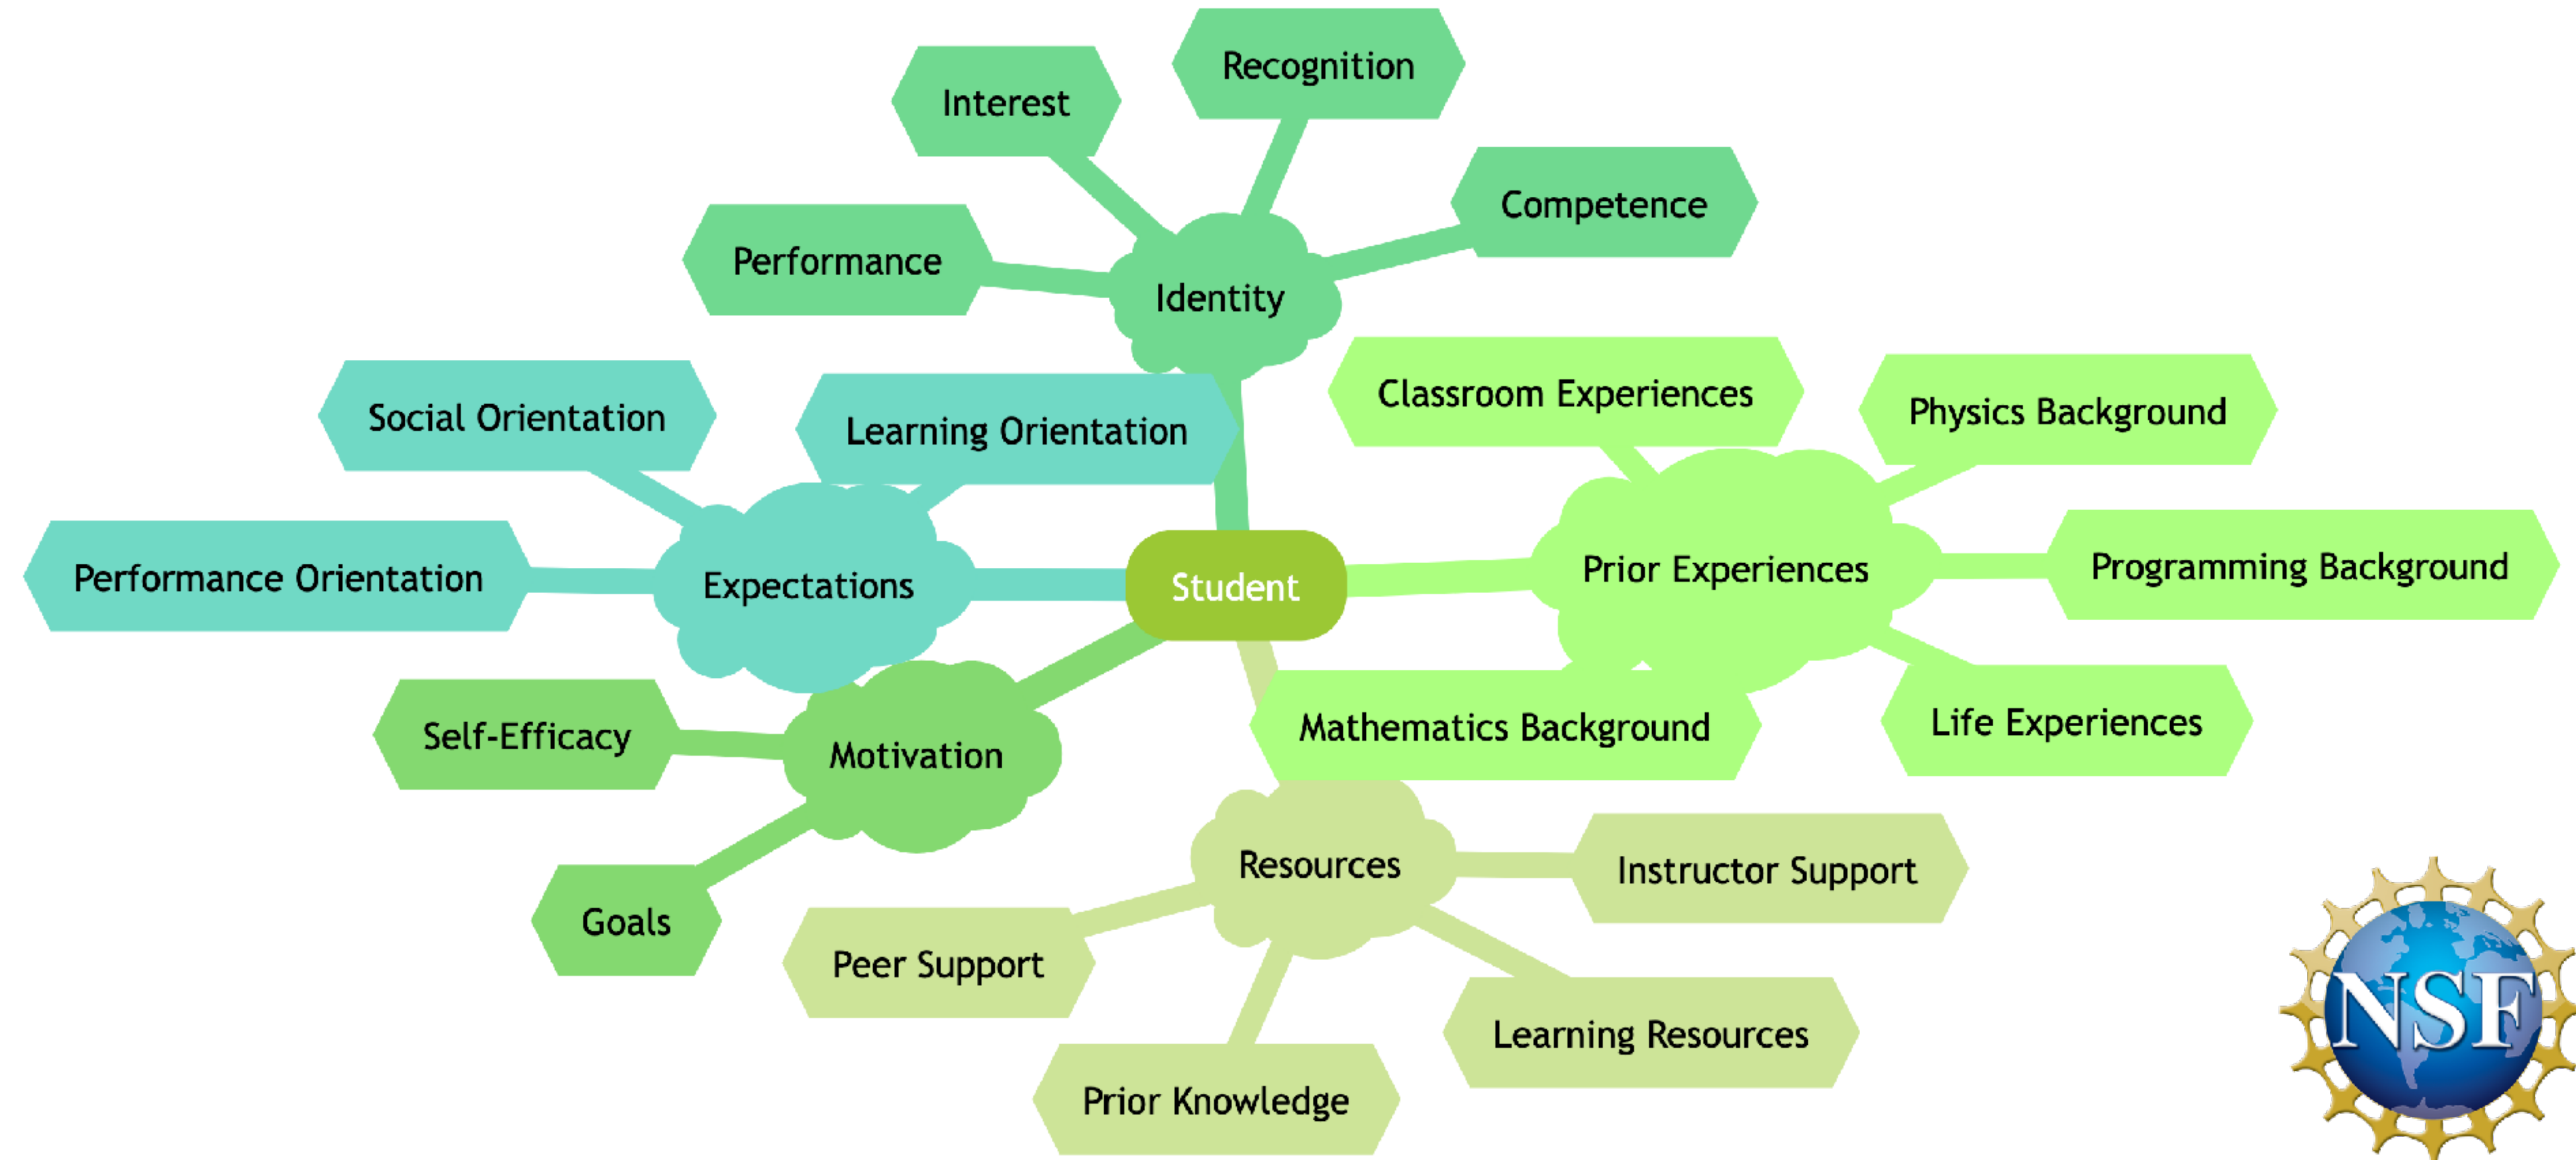 Recognition
Interest
Competence
Performance
Identity
Classroom Experiences
Physics Background
Social Orientation
Learning Orientation
Performance Orientation
Expectations
Student
Prior Experiences
Programming Background
Self-Efficacy
Motivation
Mathematics Background
Life Experiences
Resources
Instructor Support
Goals
Peer Support
Learning Resources
Prior Knowledge
NSF